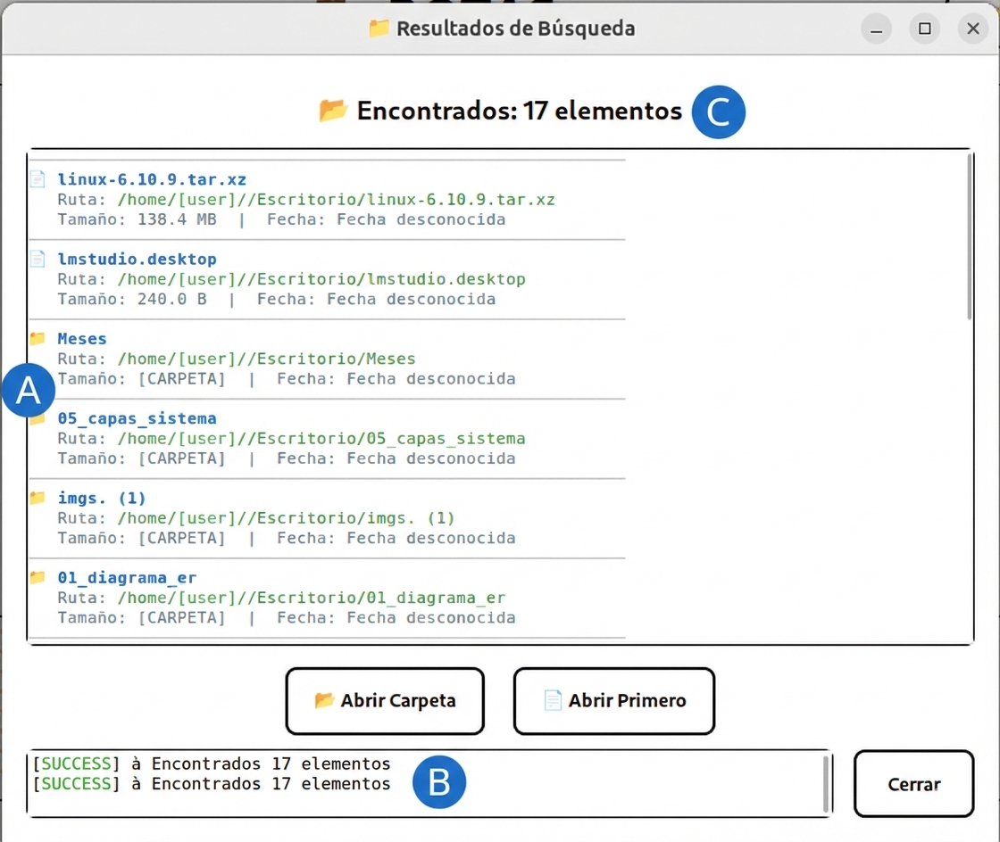 Resultados de Búsqueda
Encontrados: 17 elementos
C
linux-6.10.9.tar.xz
Ruta: /home/[user]//Escritorio/linux-6.10.9.tar.xz
Tamaño: 138.4 MB | Fecha: Fecha desconocida
lmstudio.desktop
Ruta: /home/[user]//Escritorio/lmstudio.desktop
Tamaño: 240.0 B | Fecha: Fecha desconocida
Meses
Ruta: /home/[user]//Escritorio/Meses
Tamaño: [CARPETA] | Fecha: Fecha desconocida
A
05_capas_sistema
Ruta: /home/[user]//Escritorio/05_capas_sistema
Tamaño: [CARPETA] | Fecha: Fecha desconocida
imgs. (1)
Ruta: /home/[user]//Escritorio/imgs. (1)
Tamaño: [CARPETA] | Fecha: Fecha desconocida
01_diagrama_er
Ruta: /home/[user]//Escritorio/01_diagrama_er
Tamaño: [CARPETA] | Fecha: Fecha desconocida
Abrir Carpeta
Abrir Primero
[SUCCESS] à Encontrados 17 elementos
[SUCCESS] à Encontrados 17 elementos
B
Cerrar